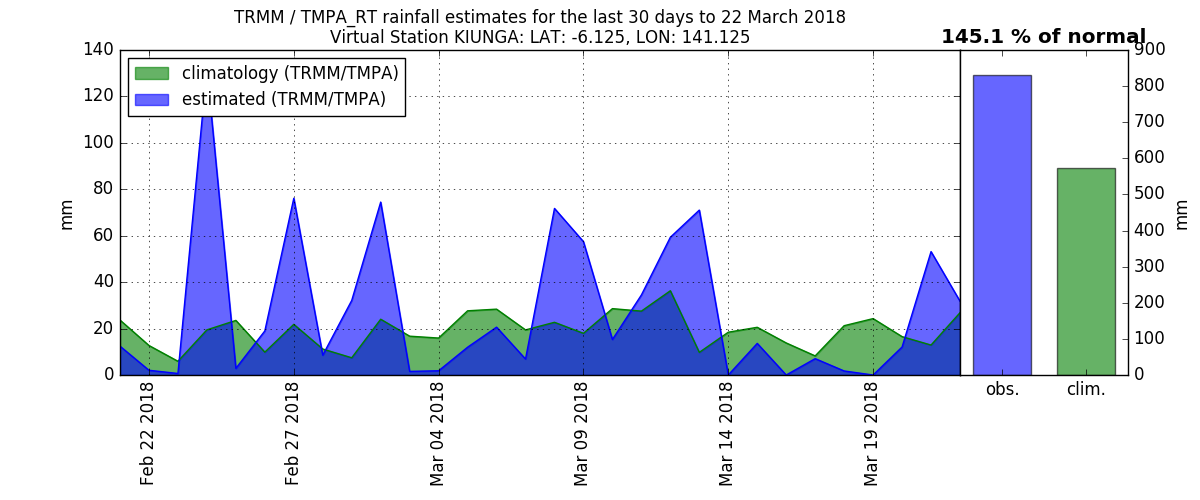 TRMM / TMPA_RT rainfall estimates for the last 30 days to 22 March 2018
Virtual Station KIUNGA: LAT: -6.125, LON: 141.125
145.1 % of normal
climatology (TRMM/TMPA)
estimated (TRMM/TMPA)
140
120
100
80
60
40
20
0
mm
Feb 22 2018
Feb 27 2018
Mar 04 2018
Mar 09 2018
Mar 14 2018
Mar 19 2018
obs.
clim.
900
800
700
600
500
400
300
200
100
0
mm